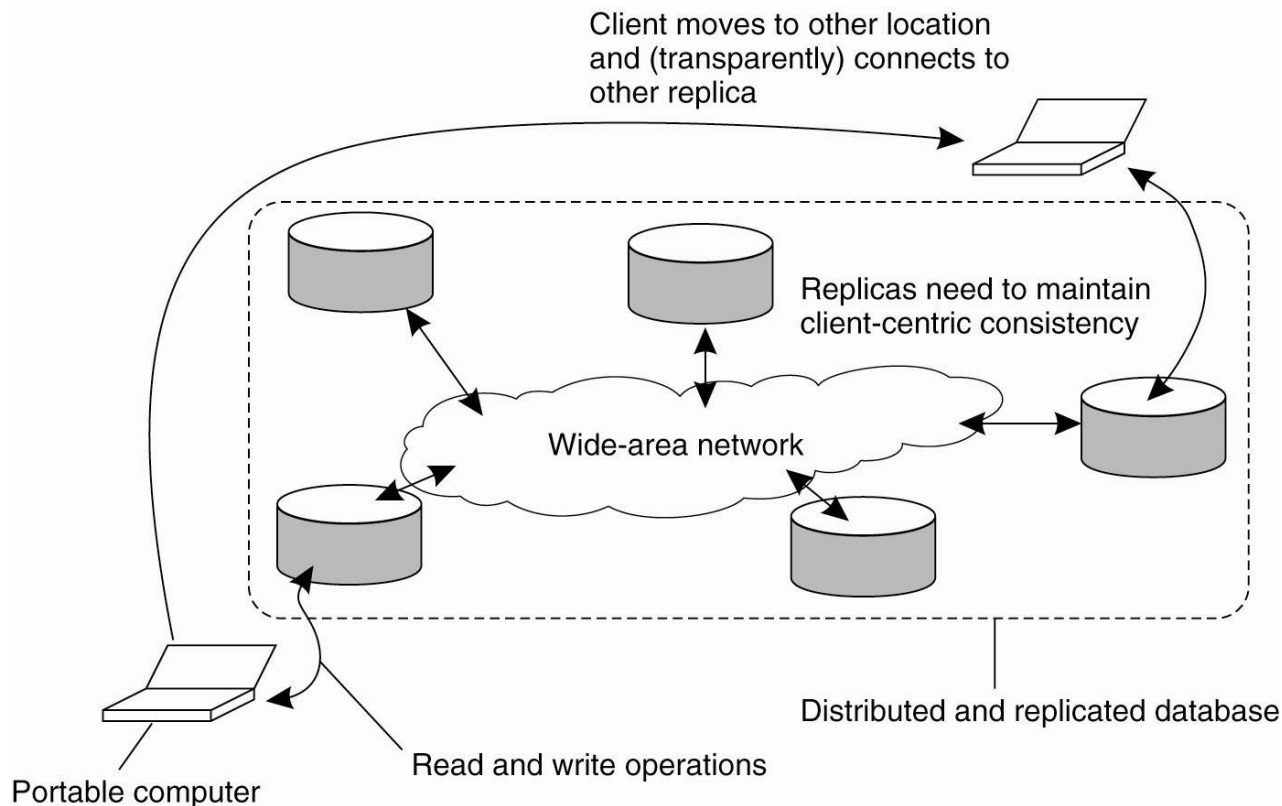 Client moves to other location
and (transparently) connects to
other replica
Replicas need to maintain
client-centric consistency
Wide-area network
Distributed and replicated database
Read and write operations
Portable computer